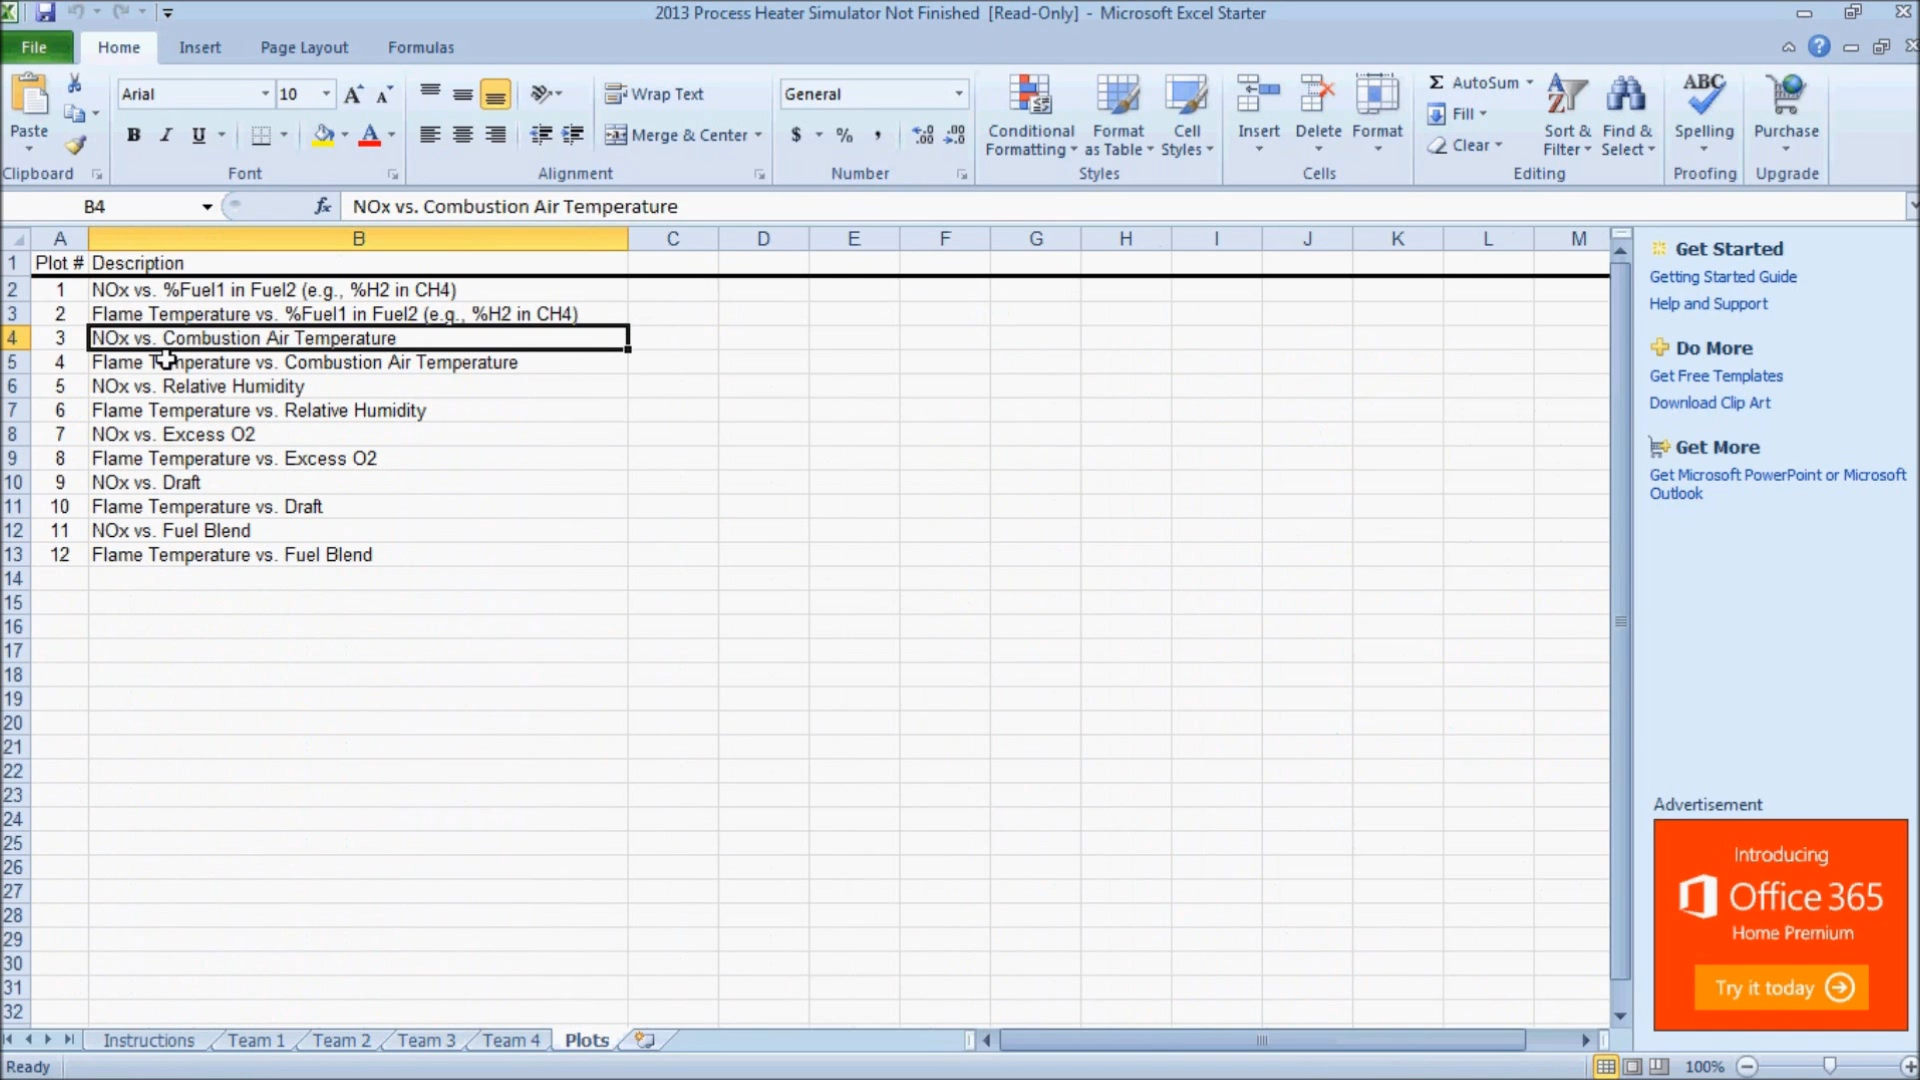 2013 Process Heater Simulator Not Finished [Read-Only] - Microsoft Excel Starter
File Home Insert Page Layout Formulas
Arial 10 Wrap Text General AutoSum
Fill
Paste B I U Merge & Center $ % , Conditional Formatting Format as Table Cell Styles Insert Delete Format Clear Sort & Filter Find & Select ABC Spelling Purchase
Clipboard Font Alignment Number Styles Cells Editing Proofing Upgrade
B4 fx NOx vs. Combustion Air Temperature
A B C D E F G H I J K L M
1 Plot # Description
2 1 NOx vs. %Fuel1 in Fuel2 (e.g., %H2 in CH4)
3 2 Flame Temperature vs. %Fuel1 in Fuel2 (e.g., %H2 in CH4)
4 3 NOx vs. Combustion Air Temperature
5 4 Flame Temperature vs. Combustion Air Temperature
6 5 NOx vs. Relative Humidity
7 6 Flame Temperature vs. Relative Humidity
8 7 NOx vs. Excess O2
9 8 Flame Temperature vs. Excess O2
10 9 NOx vs. Draft
11 10 Flame Temperature vs. Draft
12 11 NOx vs. Fuel Blend
13 12 Flame Temperature vs. Fuel Blend
14
15
16
17
18
19
20
21
22
23
24
25
26
27
28
29
30
31
32
Get Started
Getting Started Guide
Help and Support
Do More
Get Free Templates
Download Clip Art
Get More
Get Microsoft PowerPoint or Microsoft
Outlook
Advertisement
Introducing
Office 365
Home Premium
Try it today
Instructions Team 1 Team 2 Team 3 Team 4 Plots
Ready 100%